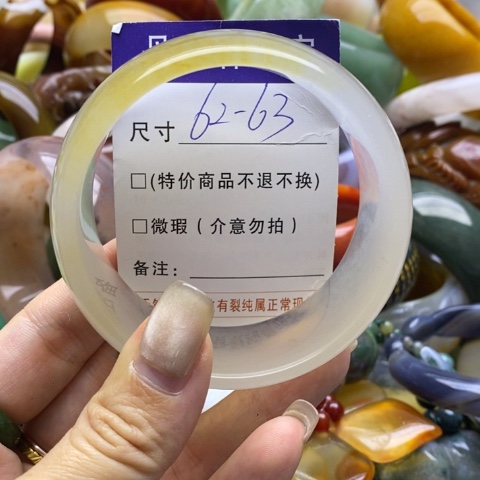 尺寸 62-63
□(特价商品不退不换)
□微瑕（介意勿拍）
备注：
有裂纯属正常现